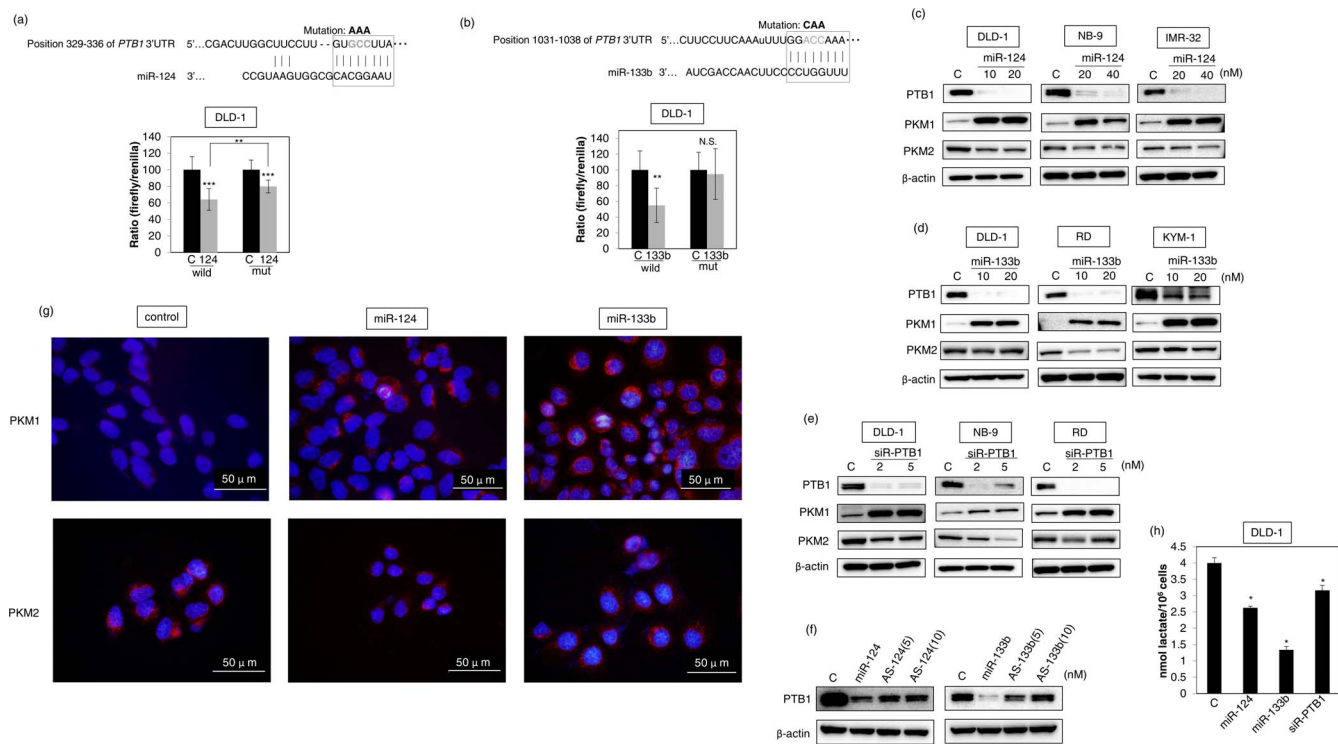 (a)
Mutation: AAA
Position 329-336 of PTB1 3'UTR 5'...CGACUUGGCUUCCUU - - GUGCCUUA...
miR-124 3'... CCGUAAGUGGCGCACGGAAU
DLD-1
Ratio (firefly/renilla)
140
120
100
80
60
40
20
0
**
***
***
C 124 C 124
wild mut
(b)
Mutation: CAA
Position 1031-1038 of PTB1 3'UTR 5'...CUUCCUUCAAAuUUUGGGACCAAA...
miR-133b 3'... AUCGACCAACUUCCCCUGGUUU
DLD-1
Ratio (firefly/renilla)
140
120
100
80
60
40
20
0
**
N.S.
C 133b C 133b
wild mut
(c)
DLD-1 NB-9 IMR-32
miR-124 miR-124 miR-124
C 10 20 C 20 40 C 20 40 (nM)
PTB1
PKM1
PKM2
β-actin
(d)
DLD-1 RD KYM-1
miR-133b miR-133b miR-133b
C 10 20 C 10 20 C 10 20 (nM)
PTB1
PKM1
PKM2
β-actin
(e)
DLD-1 NB-9 RD
siR-PTB1 siR-PTB1 siR-PTB1
C 2 5 C 2 5 C 2 5 (nM)
PTB1
PKM1
PKM2
β-actin
(f)
C miR-124 AS-124(5) AS-124(10) C miR-133b AS-133b(5) AS-133b(10) (nM)
PTB1
β-actin
(g)
control miR-124 miR-133b
PKM1
50 μ m 50 μ m 50 μ m
PKM2
50 μ m 50 μ m 50 μ m
(h)
DLD-1
nmol lactate/10⁶ cells
4.5
4
3.5
3
2.5
2
1.5
1
0.5
0
*
*
*
C miR-124 miR-133b siR-PTB1